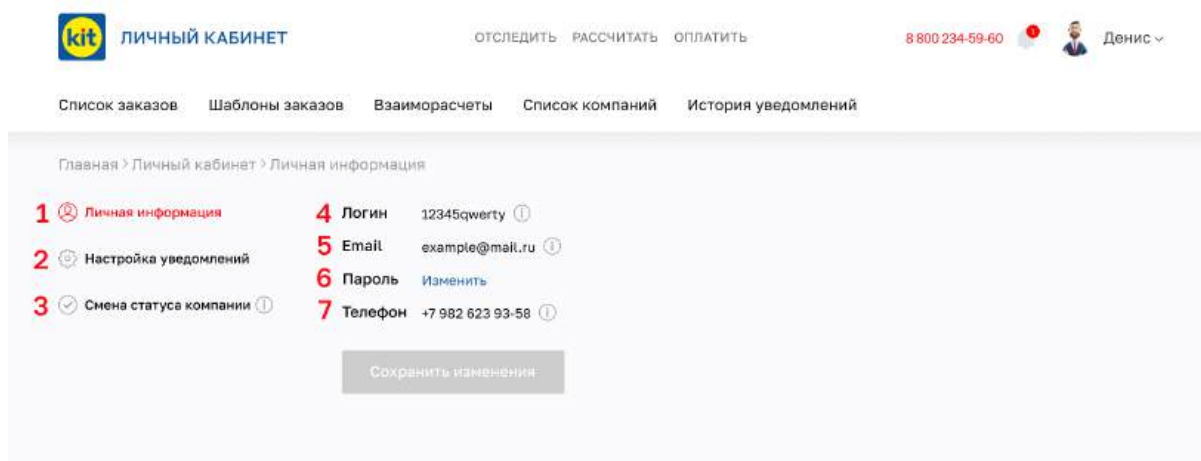 kit ЛИЧНЫЙ КАБИНЕТ ОТСЛЕДИТЬ РАССЧИТАТЬ ОПЛАТИТЬ 8 800 234-59-60 1 Денис
Список заказов Шаблоны заказов Взаиморасчеты Список компаний История уведомлений
Главная > Личный кабинет > Личная информация
1 Личная информация
2 Настройка уведомлений
3 Смена статуса компании
4 Логин 12345qwerty
5 Email example@mail.ru
6 Пароль Изменить
7 Телефон +7 982 623 93-58
Сохранить изменения